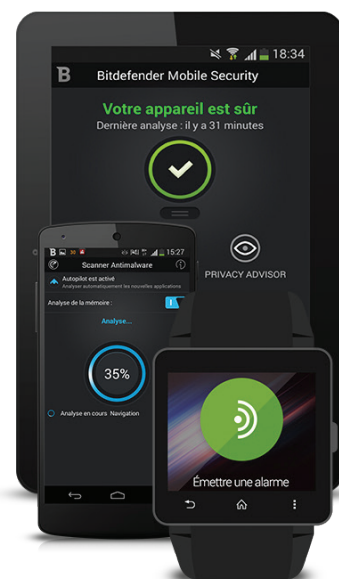 18:34
B Bitdefender Mobile Security
Votre appareil est sûr
Dernière analyse : il y a 31 minutes
PRIVACY ADVISOR
B 30 15:27
Scanner Antimalware
Autopilot est activé
Analyser automatiquement les nouvelles applications
Analyse de la mémoire :
Analyse...
35%
Analyse en cours Navigation
Émettre une alarme